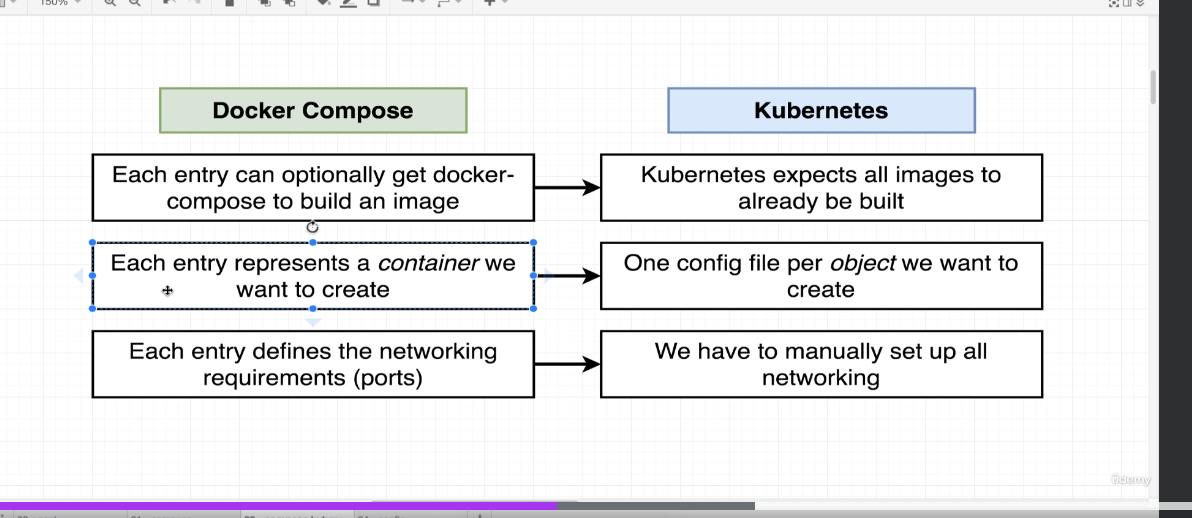 150%
Docker Compose
Kubernetes
Each entry can optionally get docker-
compose to build an image
Kubernetes expects all images to
already be built
Each entry represents a container we
want to create
One config file per object we want to
create
Each entry defines the networking
requirements (ports)
We have to manually set up all
networking
ûdemy